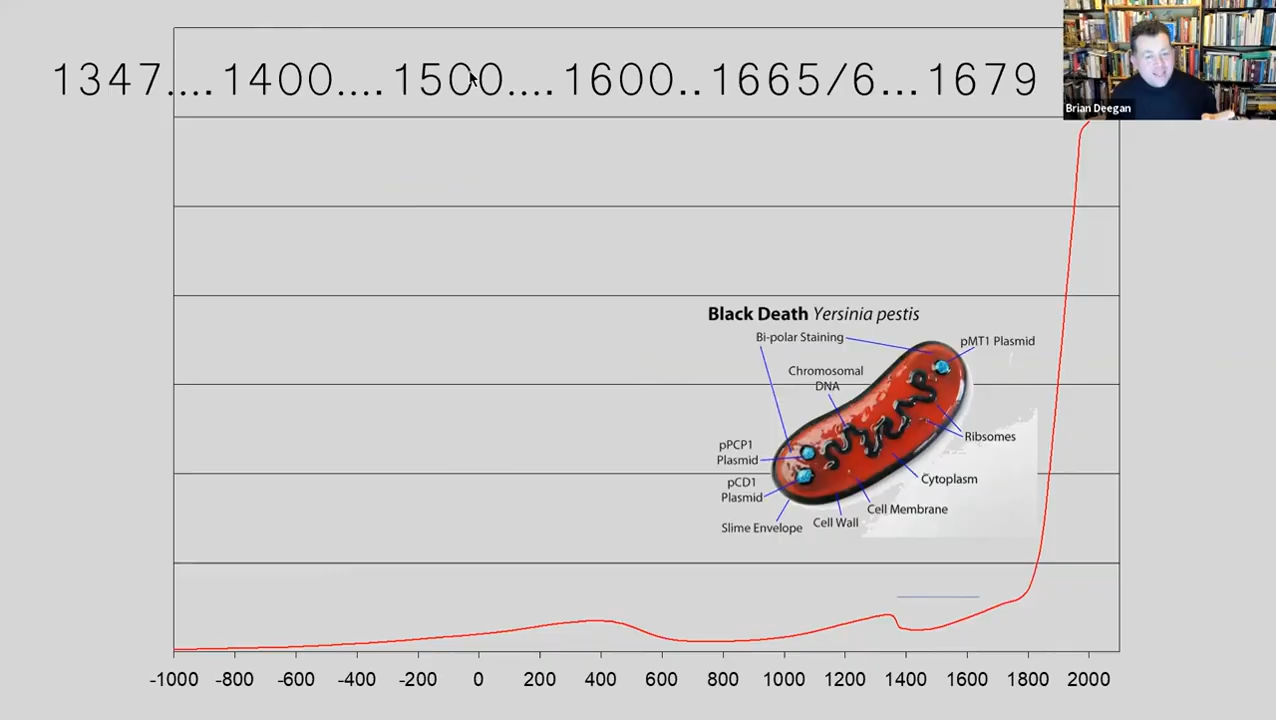 1347....1400....1500....1600..1665/6...1679
Brian Deegan
Black Death Yersinia pestis
Bi-polar Staining
pMT1 Plasmid
Chromosomal
DNA
Ribsomes
pPCP1
Plasmid
pCD1
Plasmid
Cytoplasm
Cell Membrane
Cell Wall
Slime Envelope
-1000 -800 -600 -400 -200 0 200 400 600 800 1000 1200 1400 1600 1800 2000